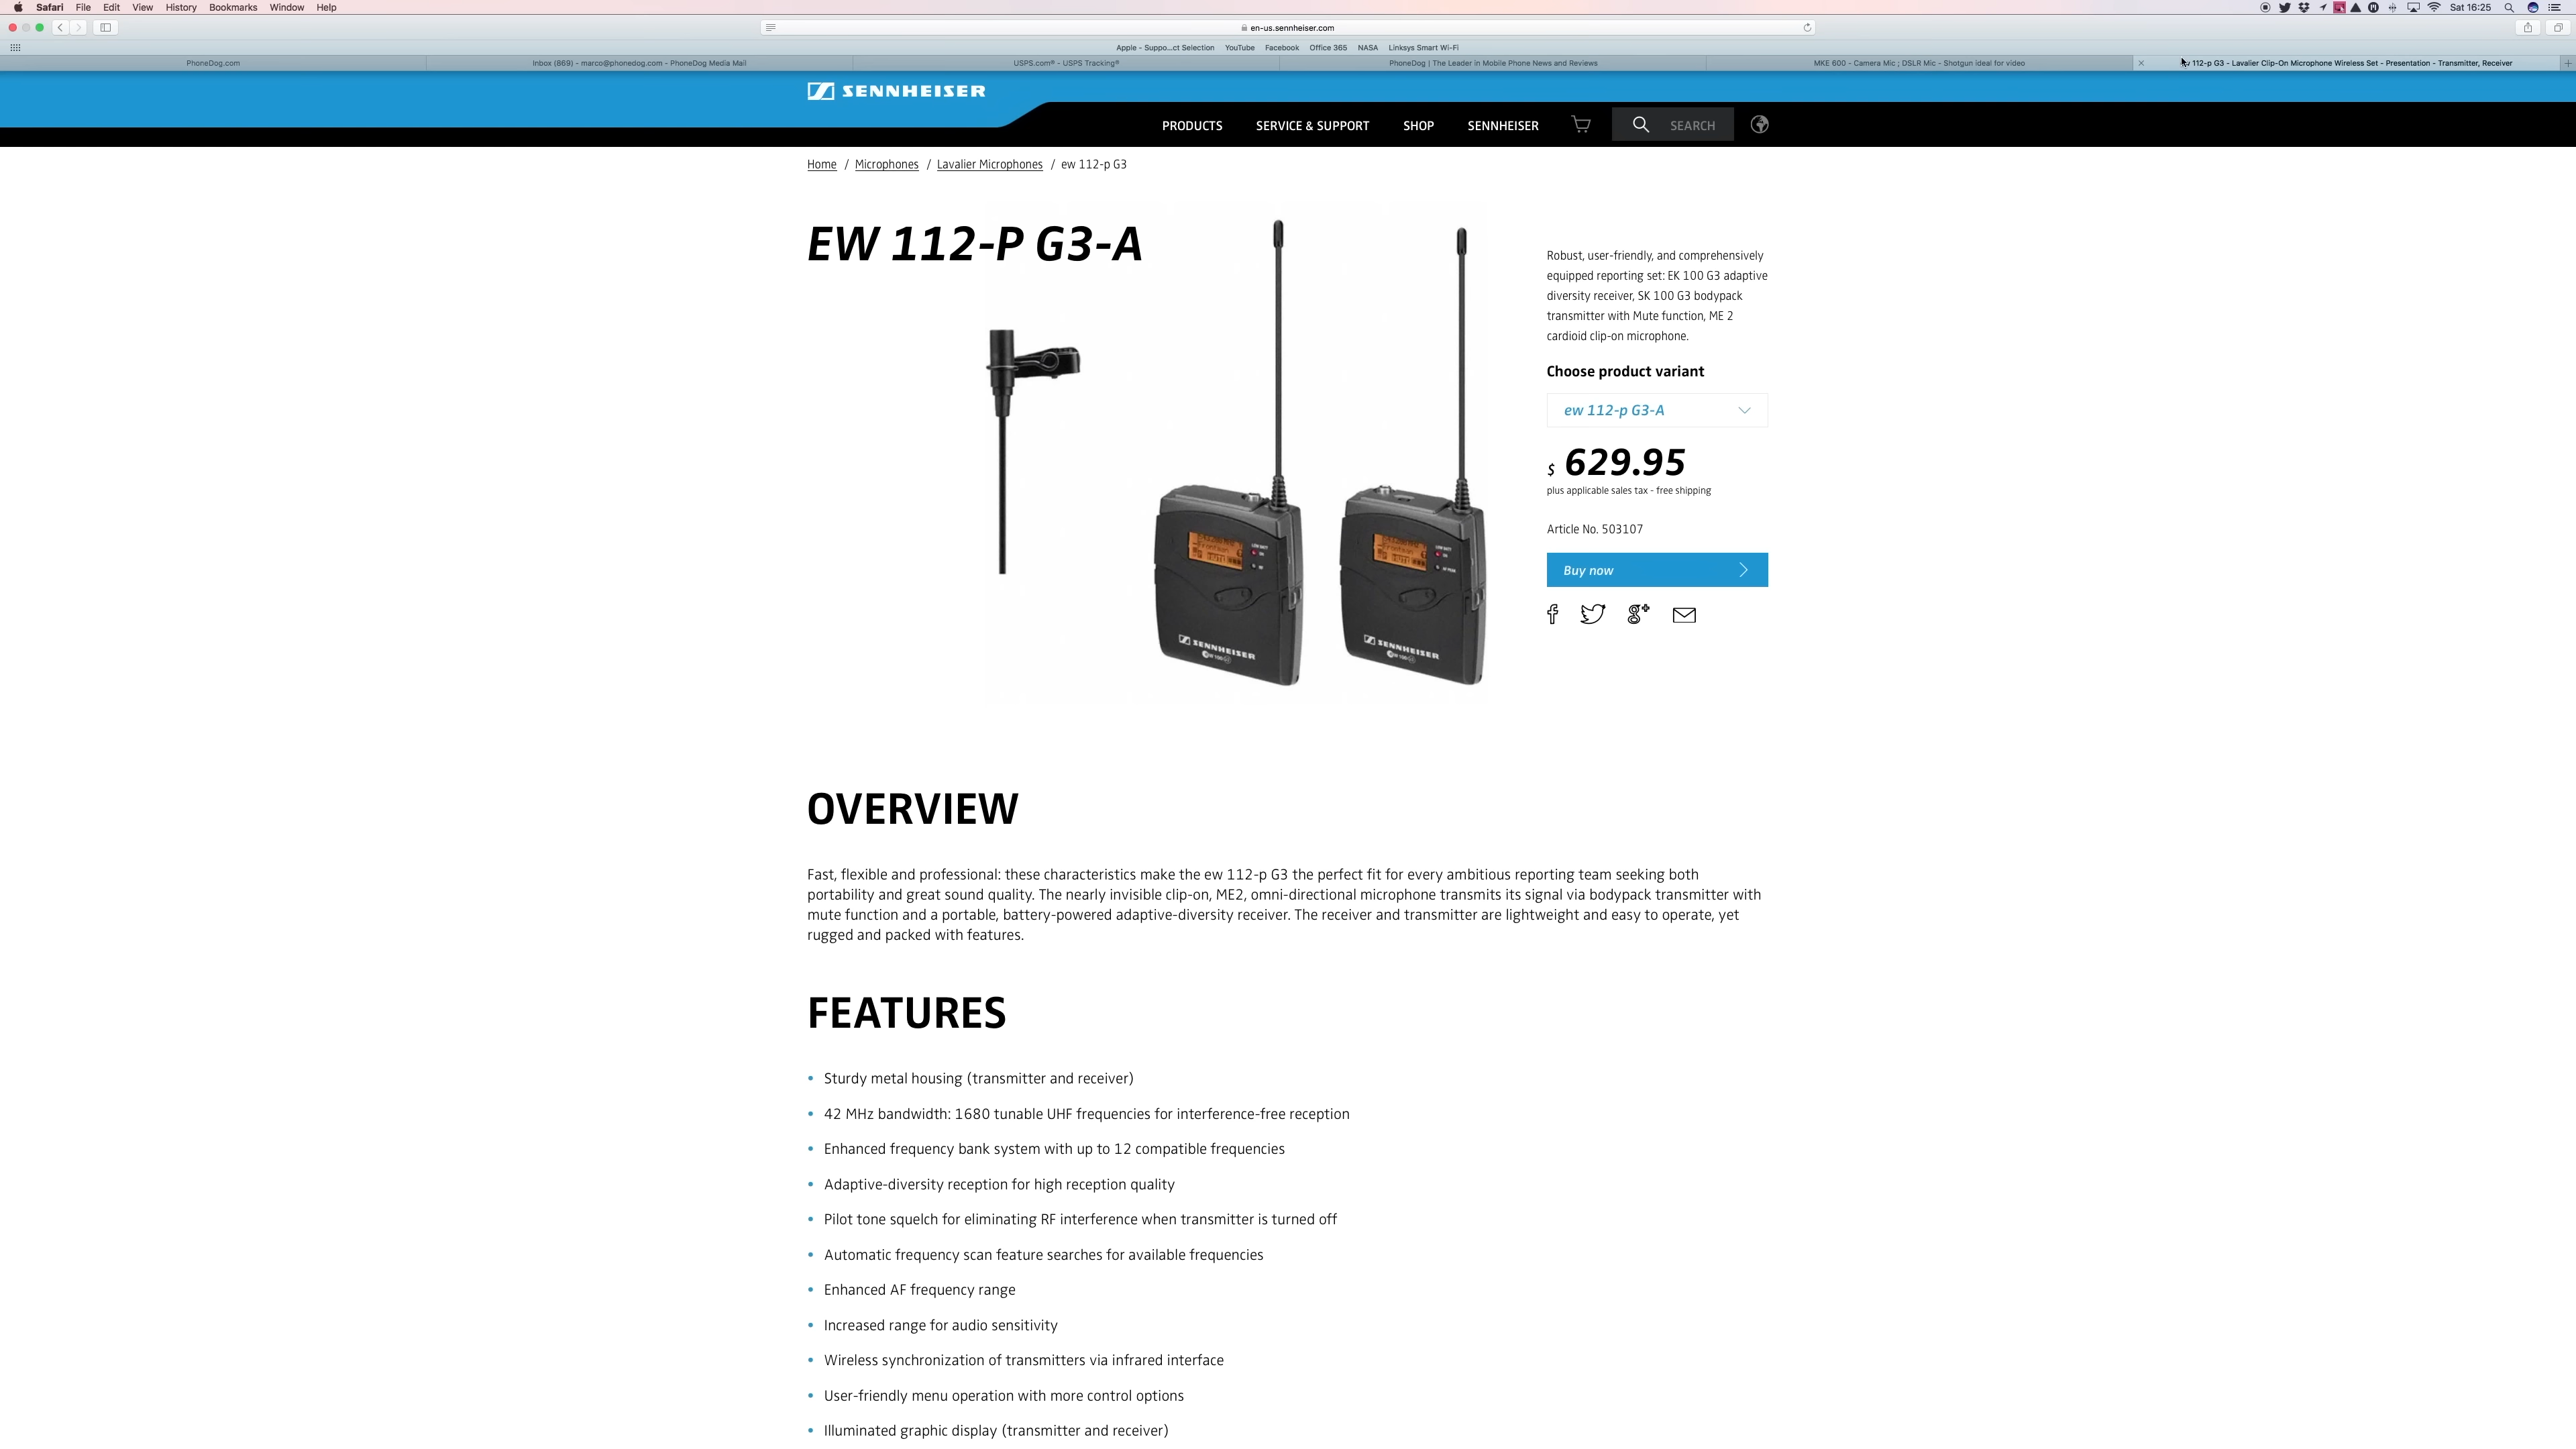 Safari File Edit View History Bookmarks Window Help Sat 16:25
en-us.sennheiser.com
Apple - Suppo...ct Selection YouTube Facebook Office 365 NASA Linksys Smart Wi-Fi
PhoneDog.com Inbox (869) - marco@phonedog.com - PhoneDog Media Mail USPS.com® - USPS Tracking® PhoneDog | The Leader in Mobile Phone News and Reviews MKE 600 - Camera Mic ; DSLR Mic - Shotgun ideal for video 112-p G3 - Lavalier Clip-On Microphone Wireless Set - Presentation - Transmitter, Receiver
SENNHEISER
PRODUCTS SERVICE & SUPPORT SHOP SENNHEISER SEARCH
Home / Microphones / Lavalier Microphones / ew 112-p G3
EW 112-P G3-A
Robust, user-friendly, and comprehensively
equipped reporting set: EK 100 G3 adaptive
diversity receiver, SK 100 G3 bodypack
transmitter with Mute function, ME 2
cardioid clip-on microphone.
Choose product variant
ew 112-p G3-A
$ 629.95
plus applicable sales tax - free shipping
Article No. 503107
Buy now
SENNHEISER
SENNHEISER
OVERVIEW
Fast, flexible and professional: these characteristics make the ew 112-p G3 the perfect fit for every ambitious reporting team seeking both
portability and great sound quality. The nearly invisible clip-on, ME2, omni-directional microphone transmits its signal via bodypack transmitter with
mute function and a portable, battery-powered adaptive-diversity receiver. The receiver and transmitter are lightweight and easy to operate, yet
rugged and packed with features.
FEATURES
• Sturdy metal housing (transmitter and receiver)
• 42 MHz bandwidth: 1680 tunable UHF frequencies for interference-free reception
• Enhanced frequency bank system with up to 12 compatible frequencies
• Adaptive-diversity reception for high reception quality
• Pilot tone squelch for eliminating RF interference when transmitter is turned off
• Automatic frequency scan feature searches for available frequencies
• Enhanced AF frequency range
• Increased range for audio sensitivity
• Wireless synchronization of transmitters via infrared interface
• User-friendly menu operation with more control options
• Illuminated graphic display (transmitter and receiver)